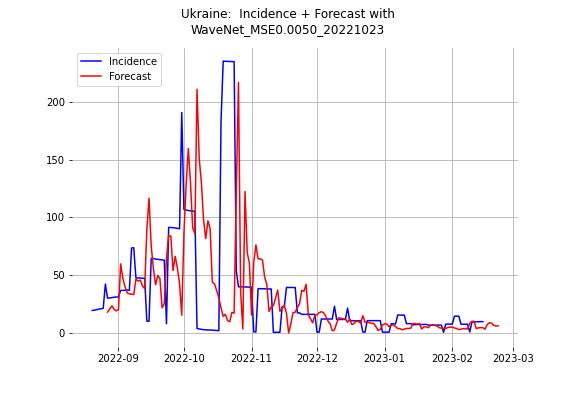 Ukraine:  Incidence + Forecast with
WaveNet_MSE0.0050_20221023
Incidence
Forecast
200
150
100
50
0
2022-09 2022-10 2022-11 2022-12 2023-01 2023-02 2023-03